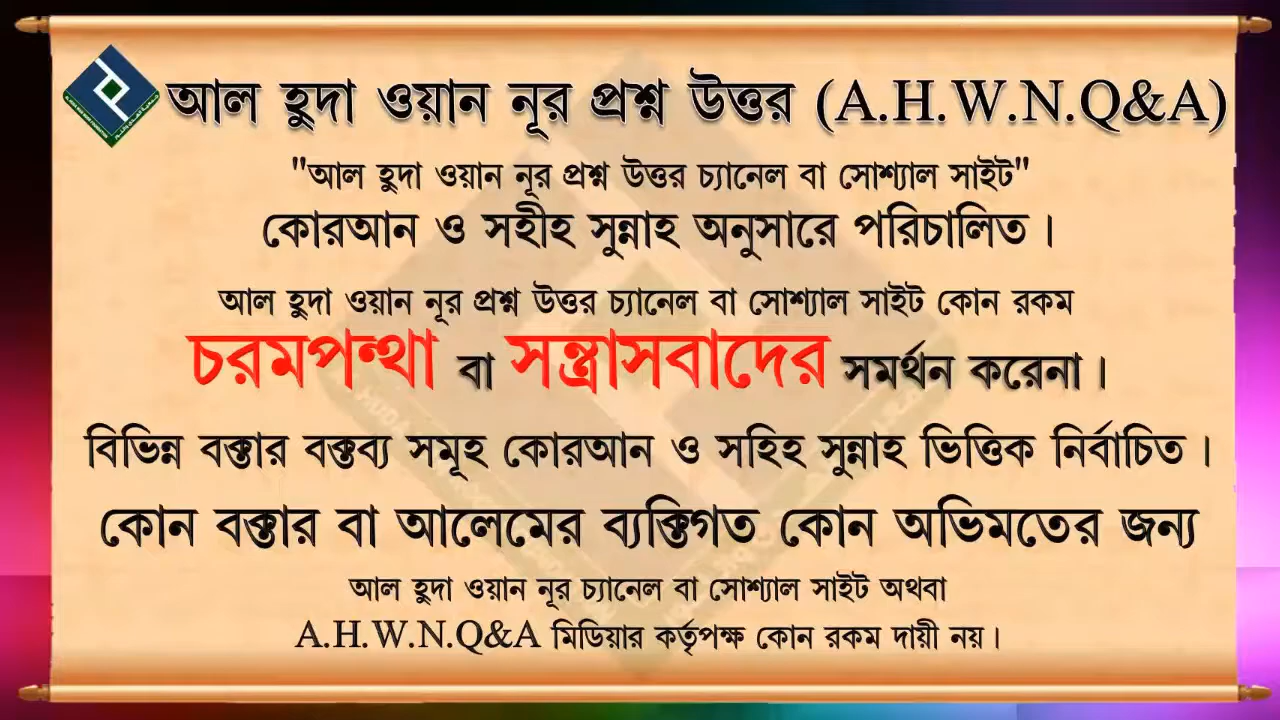 আল হুদা ওয়ান নূর প্রশ্ন উত্তর (A.H.W.N.Q&A)
"আল হুদা ওয়ান নূর প্রশ্ন উত্তর চ্যানেল বা সোশ্যাল সাইট"
কোরআন ও সহীহ সুন্নাহ অনুসারে পরিচালিত।
আল হুদা ওয়ান নূর প্রশ্ন উত্তর চ্যানেল বা সোশ্যাল সাইট কোন রকম
চরমপন্থা বা সন্ত্রাসবাদের সমর্থন করেনা।
বিভিন্ন বক্তার বক্তব্য সমূহ কোরআন ও সহিহ সুন্নাহ ভিত্তিক নির্বাচিত।
কোন বক্তার বা আলেমের ব্যক্তিগত কোন অভিমতের জন্য
আল হুদা ওয়ান নূর চ্যানেল বা সোশ্যাল সাইট অথবা
A.H.W.N.Q&A মিডিয়ার কর্তৃপক্ষ কোন রকম দায়ী নয়।